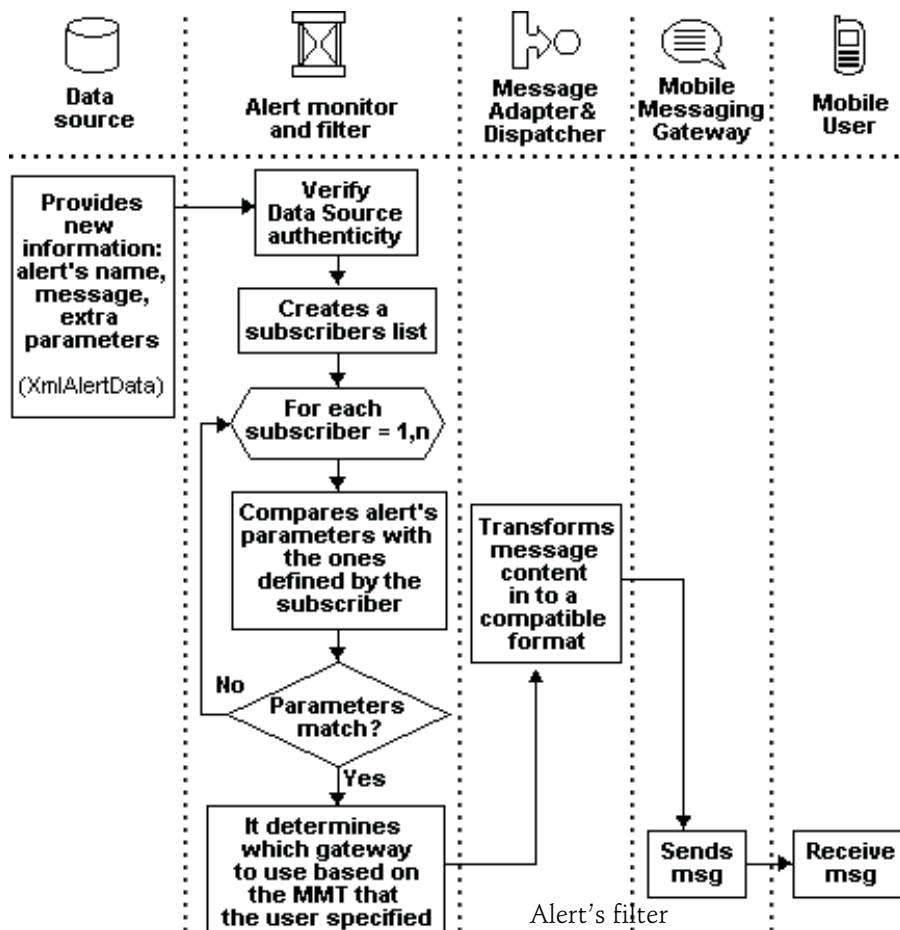 Data
source
Alert monitor
and filter
Message
Adapter&
Dispatcher
Mobile
Messaging
Gateway
Mobile
User
Provides
new
information:
alert's name,
message,
extra
parameters
(XmlAlertData)
Verify
Data Source
authenticity
Creates a
subscribers list
For each
subscriber = 1,n
Compares alert's
parameters with
the ones
defined by the
subscriber
No
Parameters
match?
Yes
It determines
which gateway
to use based on
the MMT that
the user specified
Transforms
message
content
in to a
compatible
format
Sends
msg
Receive
msg
Alert's filter